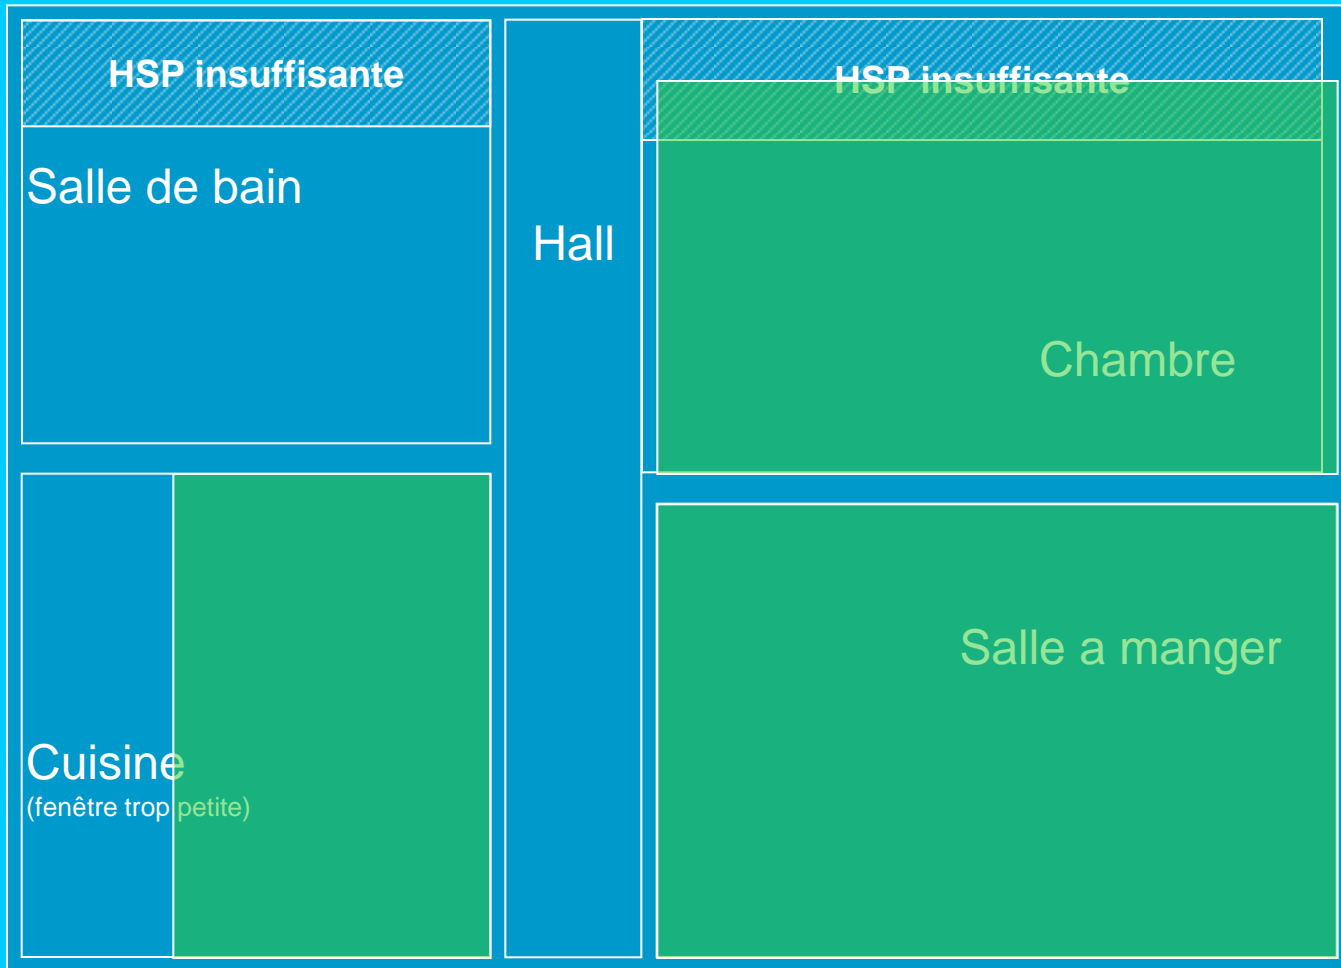 HSP insuffisante
HSP insuffisante
Salle de bain
Hall
Chambre
Salle a manger
Cuisine
(fenêtre trop petite)